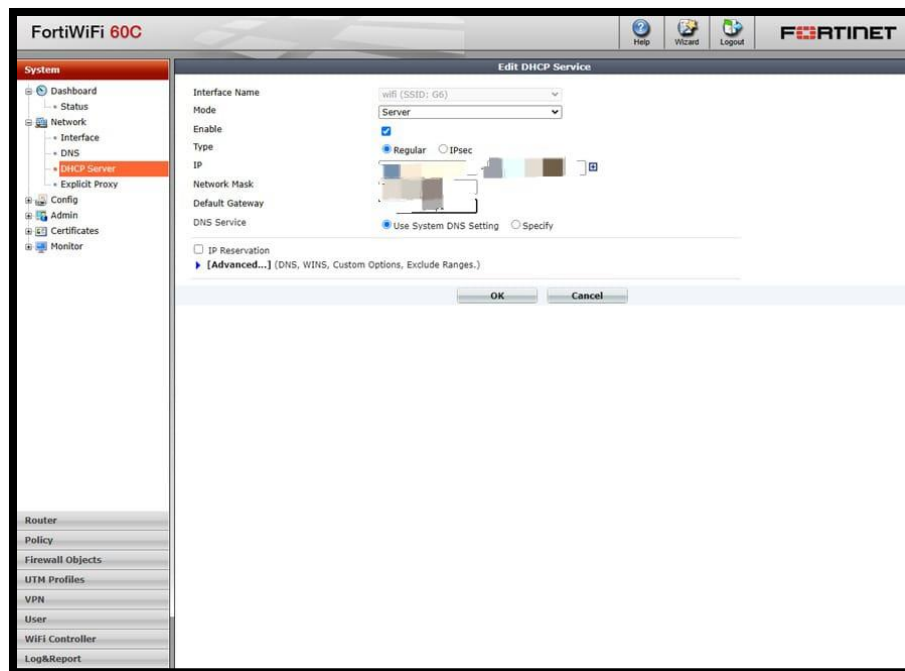 FortiWiFi 60C
Help
Wizard
Logout
FORTINET
System
Dashboard
Status
Network
Interface
DNS
DHCP Server
Explicit Proxy
Config
Admin
Certificates
Monitor
Router
Policy
Firewall Objects
UTM Profiles
VPN
User
WiFi Controller
Log&Report
Edit DHCP Service
Interface Name wifi (SSID: G6)
Mode Server
Enable
Type Regular IPsec
IP
Network Mask
Default Gateway
DNS Service Use System DNS Setting Specify
IP Reservation
[Advanced...] (DNS, WINS, Custom Options, Exclude Ranges.)
OK Cancel